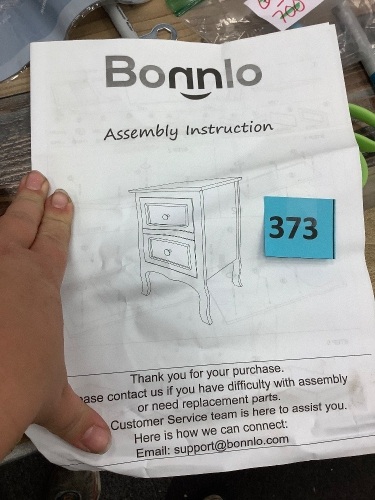 Bonnlo
Assembly Instruction
373
Thank you for your purchase.
ease contact us if you have difficulty with assembly
or need replacement parts.
Customer Service team is here to assist you.
Here is how we can connect:
Email: support@bonnlo.com